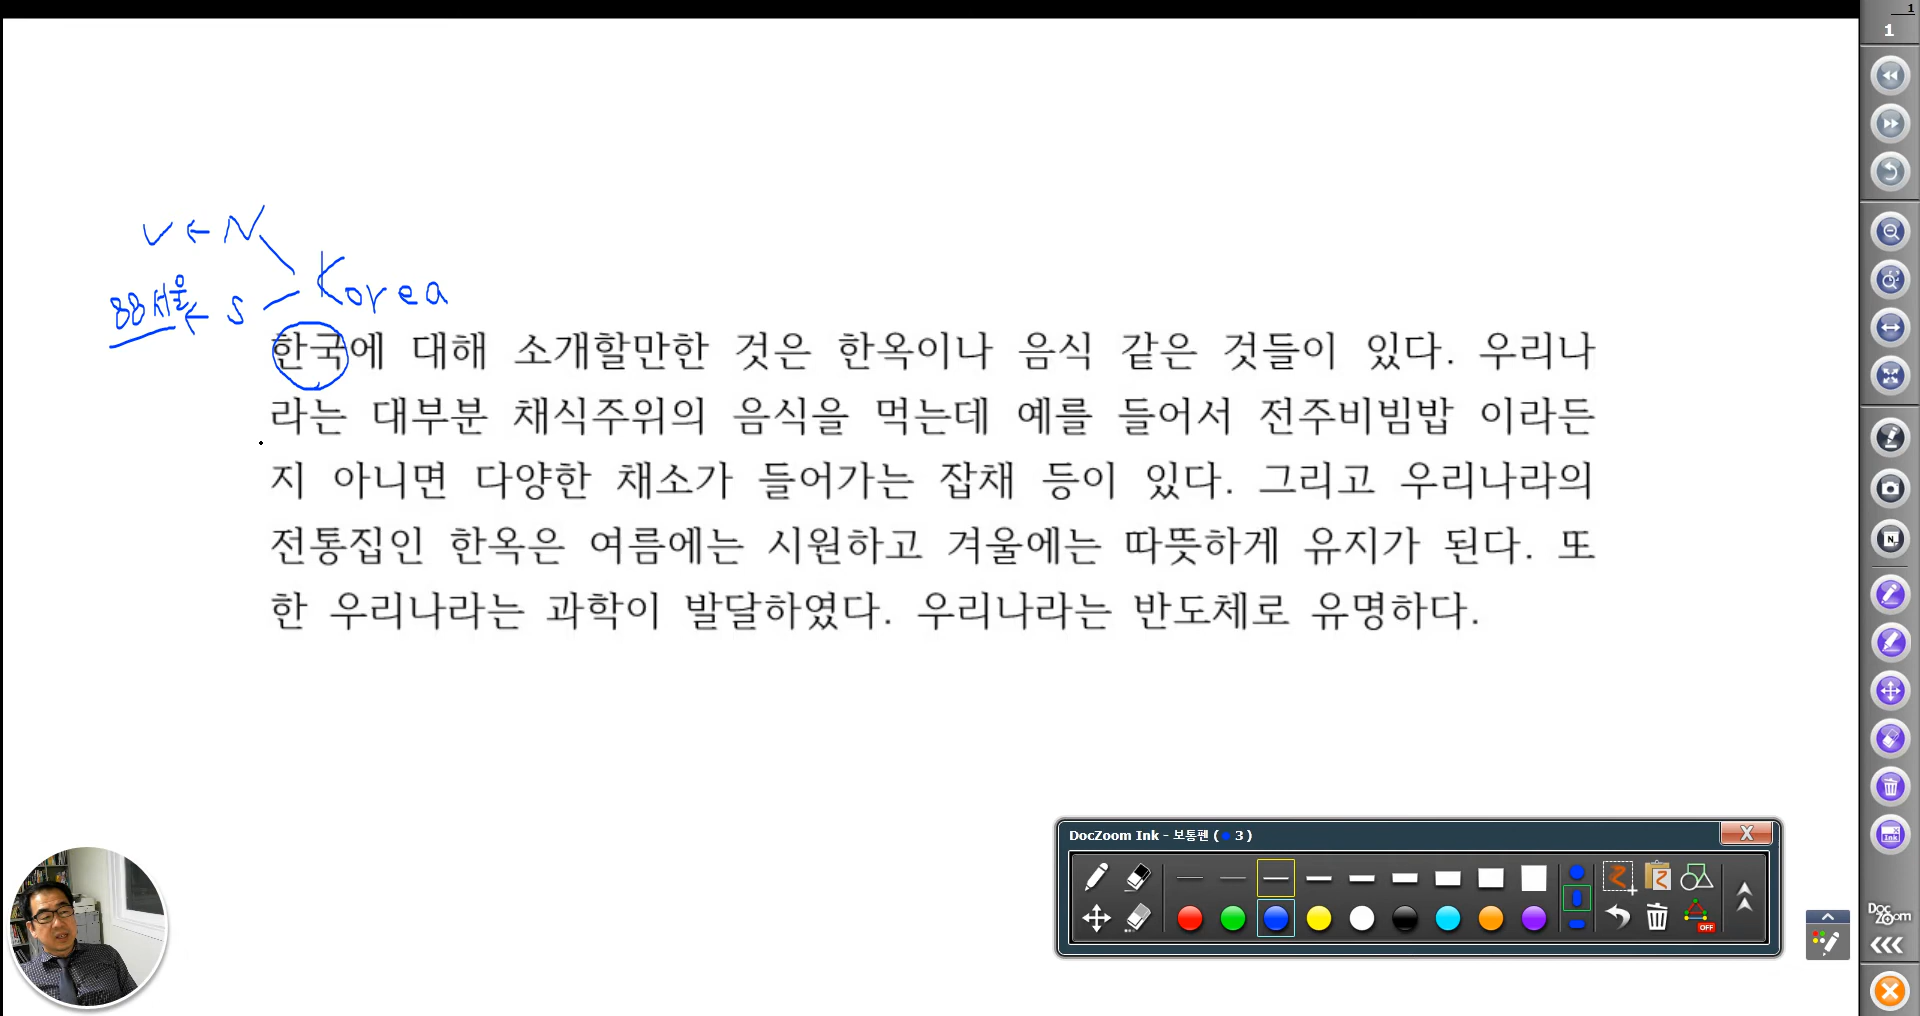 1
1
V ← N
Korea
88 서울 ← S
한국에 대해 소개할만한 것은 한옥이나 음식 같은 것들이 있다. 우리나
라는 대부분 채식주위의 음식을 먹는데 예를 들어서 전주비빔밥 이라든
지 아니면 다양한 채소가 들어가는 잡채 등이 있다. 그리고 우리나라의
전통집인 한옥은 여름에는 시원하고 겨울에는 따뜻하게 유지가 된다. 또
한 우리나라는 과학이 발달하였다. 우리나라는 반도체로 유명하다.
DocZoom Ink - 보통펜 ( 3 )
X
OFF
N
Ink
Doc
Zoom